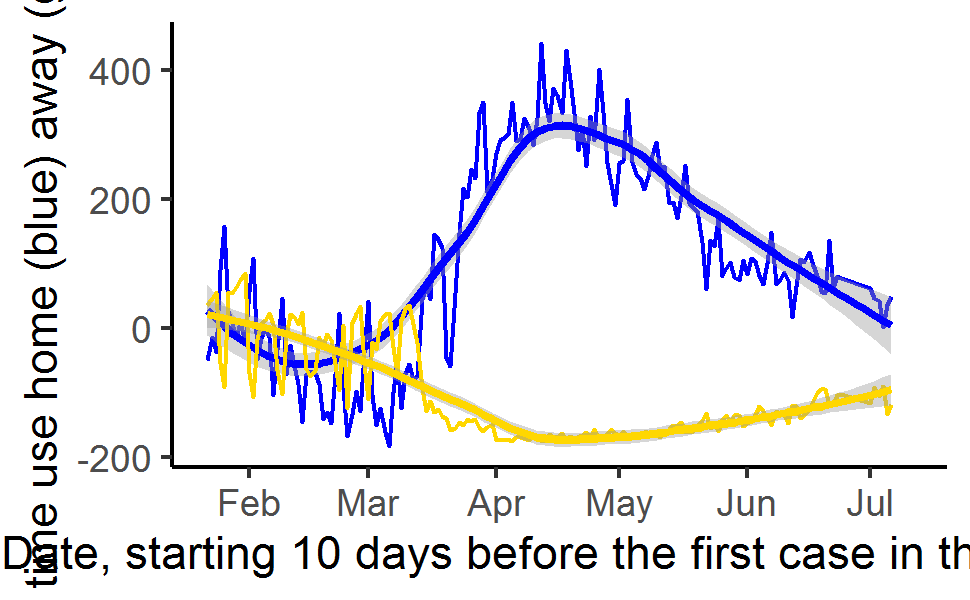 time use home (blue) away (
400
200
0
-200
Feb Mar Apr May Jun Jul
Date, starting 10 days before the first case in th